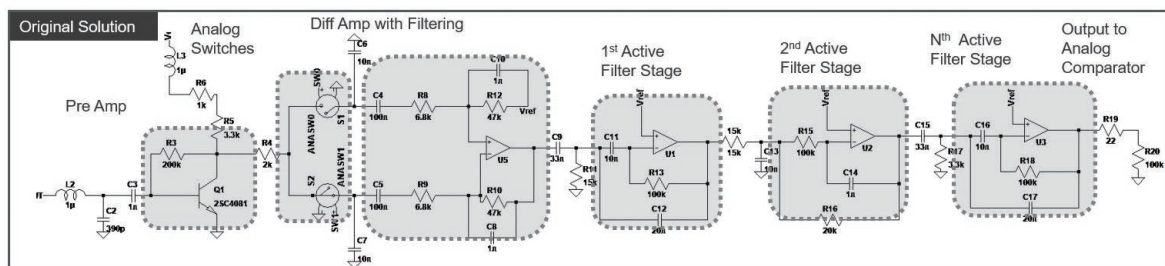 Original Solution
Analog
Switches
Diff Amp with Filtering
1st Active
Filter Stage
2nd Active
Filter Stage
Nth Active
Filter Stage
Output to
Analog
Comparator
Pre Amp
L3
1µ
R6
1k
R5
3.3k
R3
200k
R4
2k
L2
1µ
C3
1n
C2
390p
Q1
2SC4081
SW0
ANASW0
S1
S2
ANASW1
SW1
C6
10n
C4
100n
C5
100n
C7
10n
R8
6.8k
R9
6.8k
C10
1n
R12
47k
Vref
U5
R10
47k
C8
1n
C9
33n
R11
15k
Vref
C11
10n
U1
R13
100k
C12
20n
15k
15k
C13
10n
Vref
R15
100k
U2
C14
1n
R16
20k
C15
33n
R17
3.3k
Vref
C16
10n
U3
R18
100k
C17
20n
R19
22
R20
100k